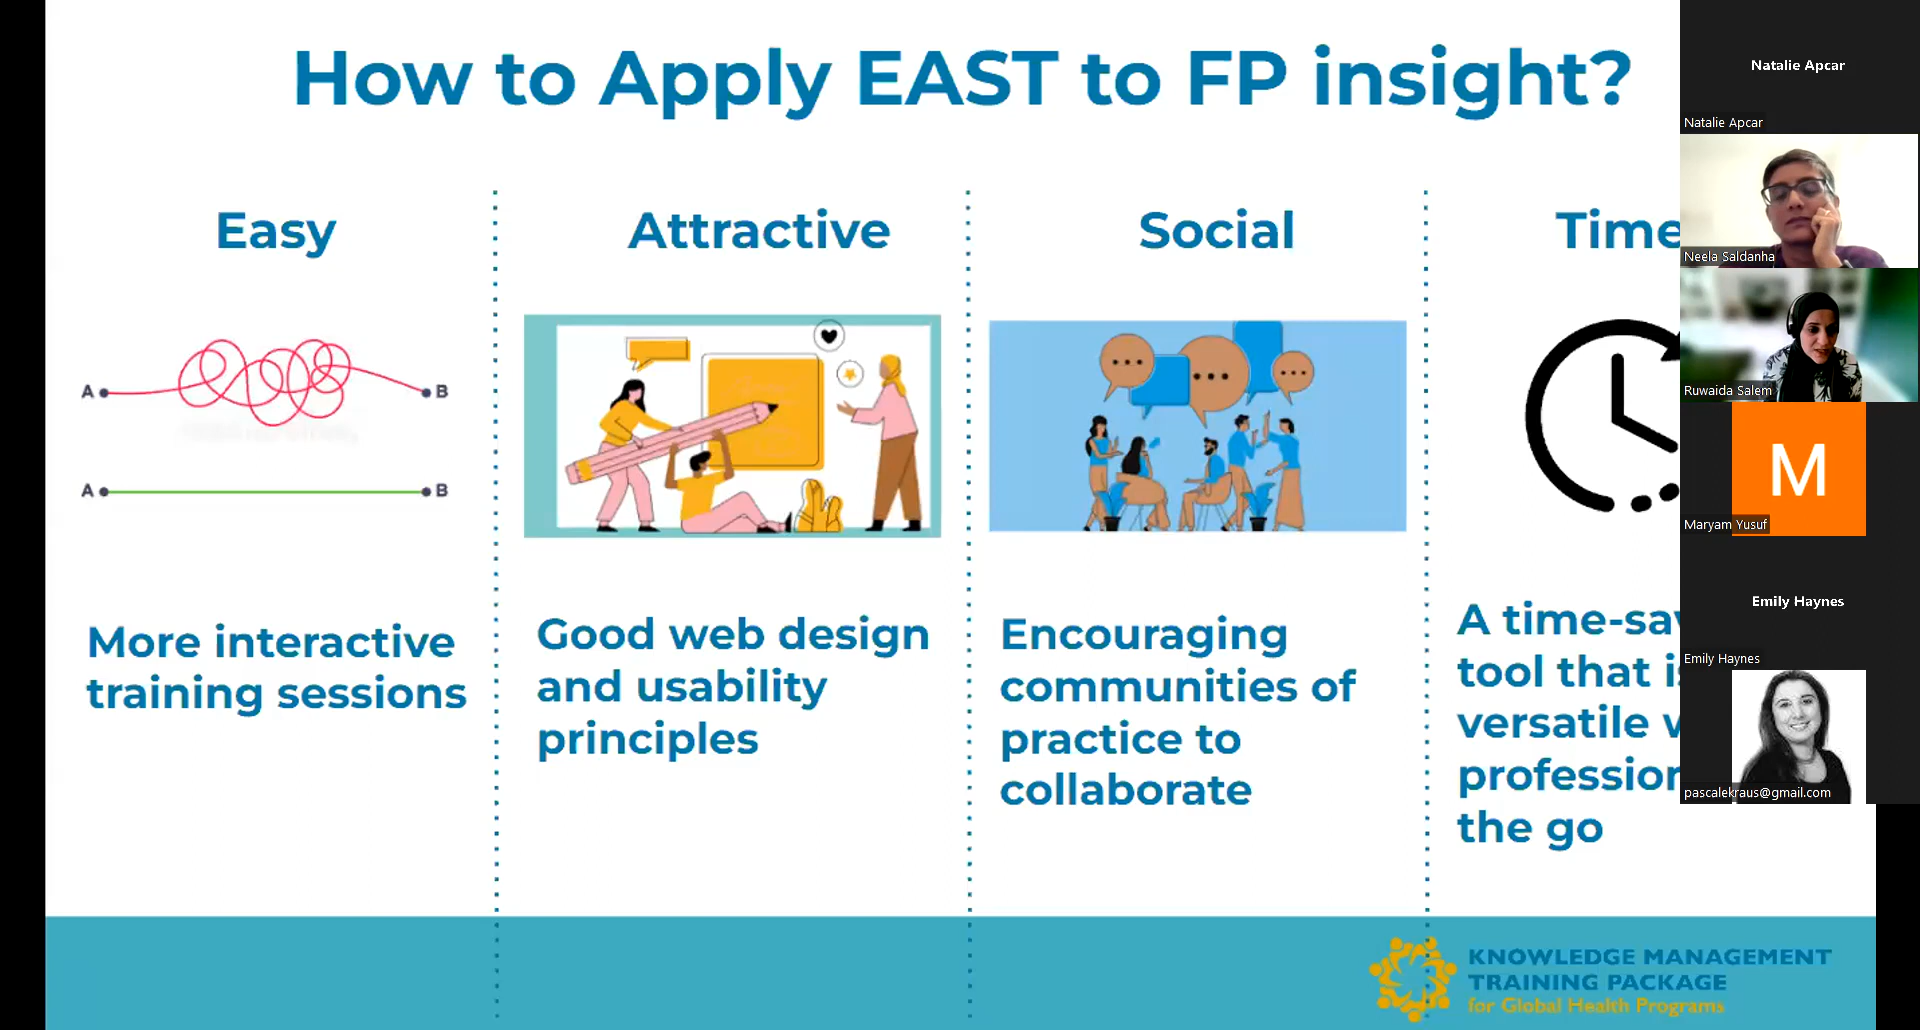 How to Apply EAST to FP insight?
Easy
Attractive
Social
Time
A B
A B
More interactive
training sessions
Good web design
and usability
principles
Encouraging
communities of
practice to
collaborate
A time-sav
tool that is
versatile
profession
the go
KNOWLEDGE MANAGEMENT
TRAINING PACKAGE
for Global Health Programs
Natalie Apcar
Natalie Apcar
Neela Saldanha
Ruwaida Salem
M
Maryam Yusuf
Emily Haynes
Emily Haynes
pascalekraus@gmail.com